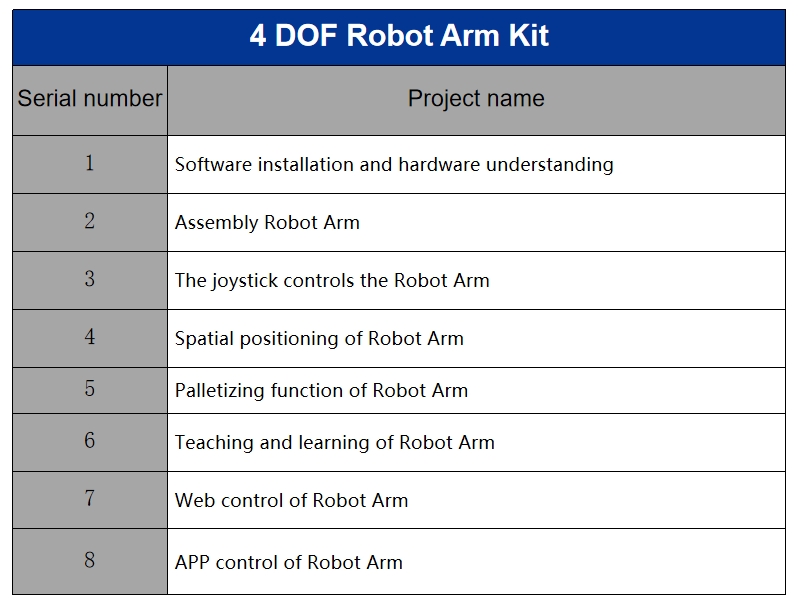 4 DOF Robot Arm Kit
Serial number Project name
1 Software installation and hardware understanding
2 Assembly Robot Arm
3 The joystick controls the Robot Arm
4 Spatial positioning of Robot Arm
5 Palletizing function of Robot Arm
6 Teaching and learning of Robot Arm
7 Web control of Robot Arm
8 APP control of Robot Arm